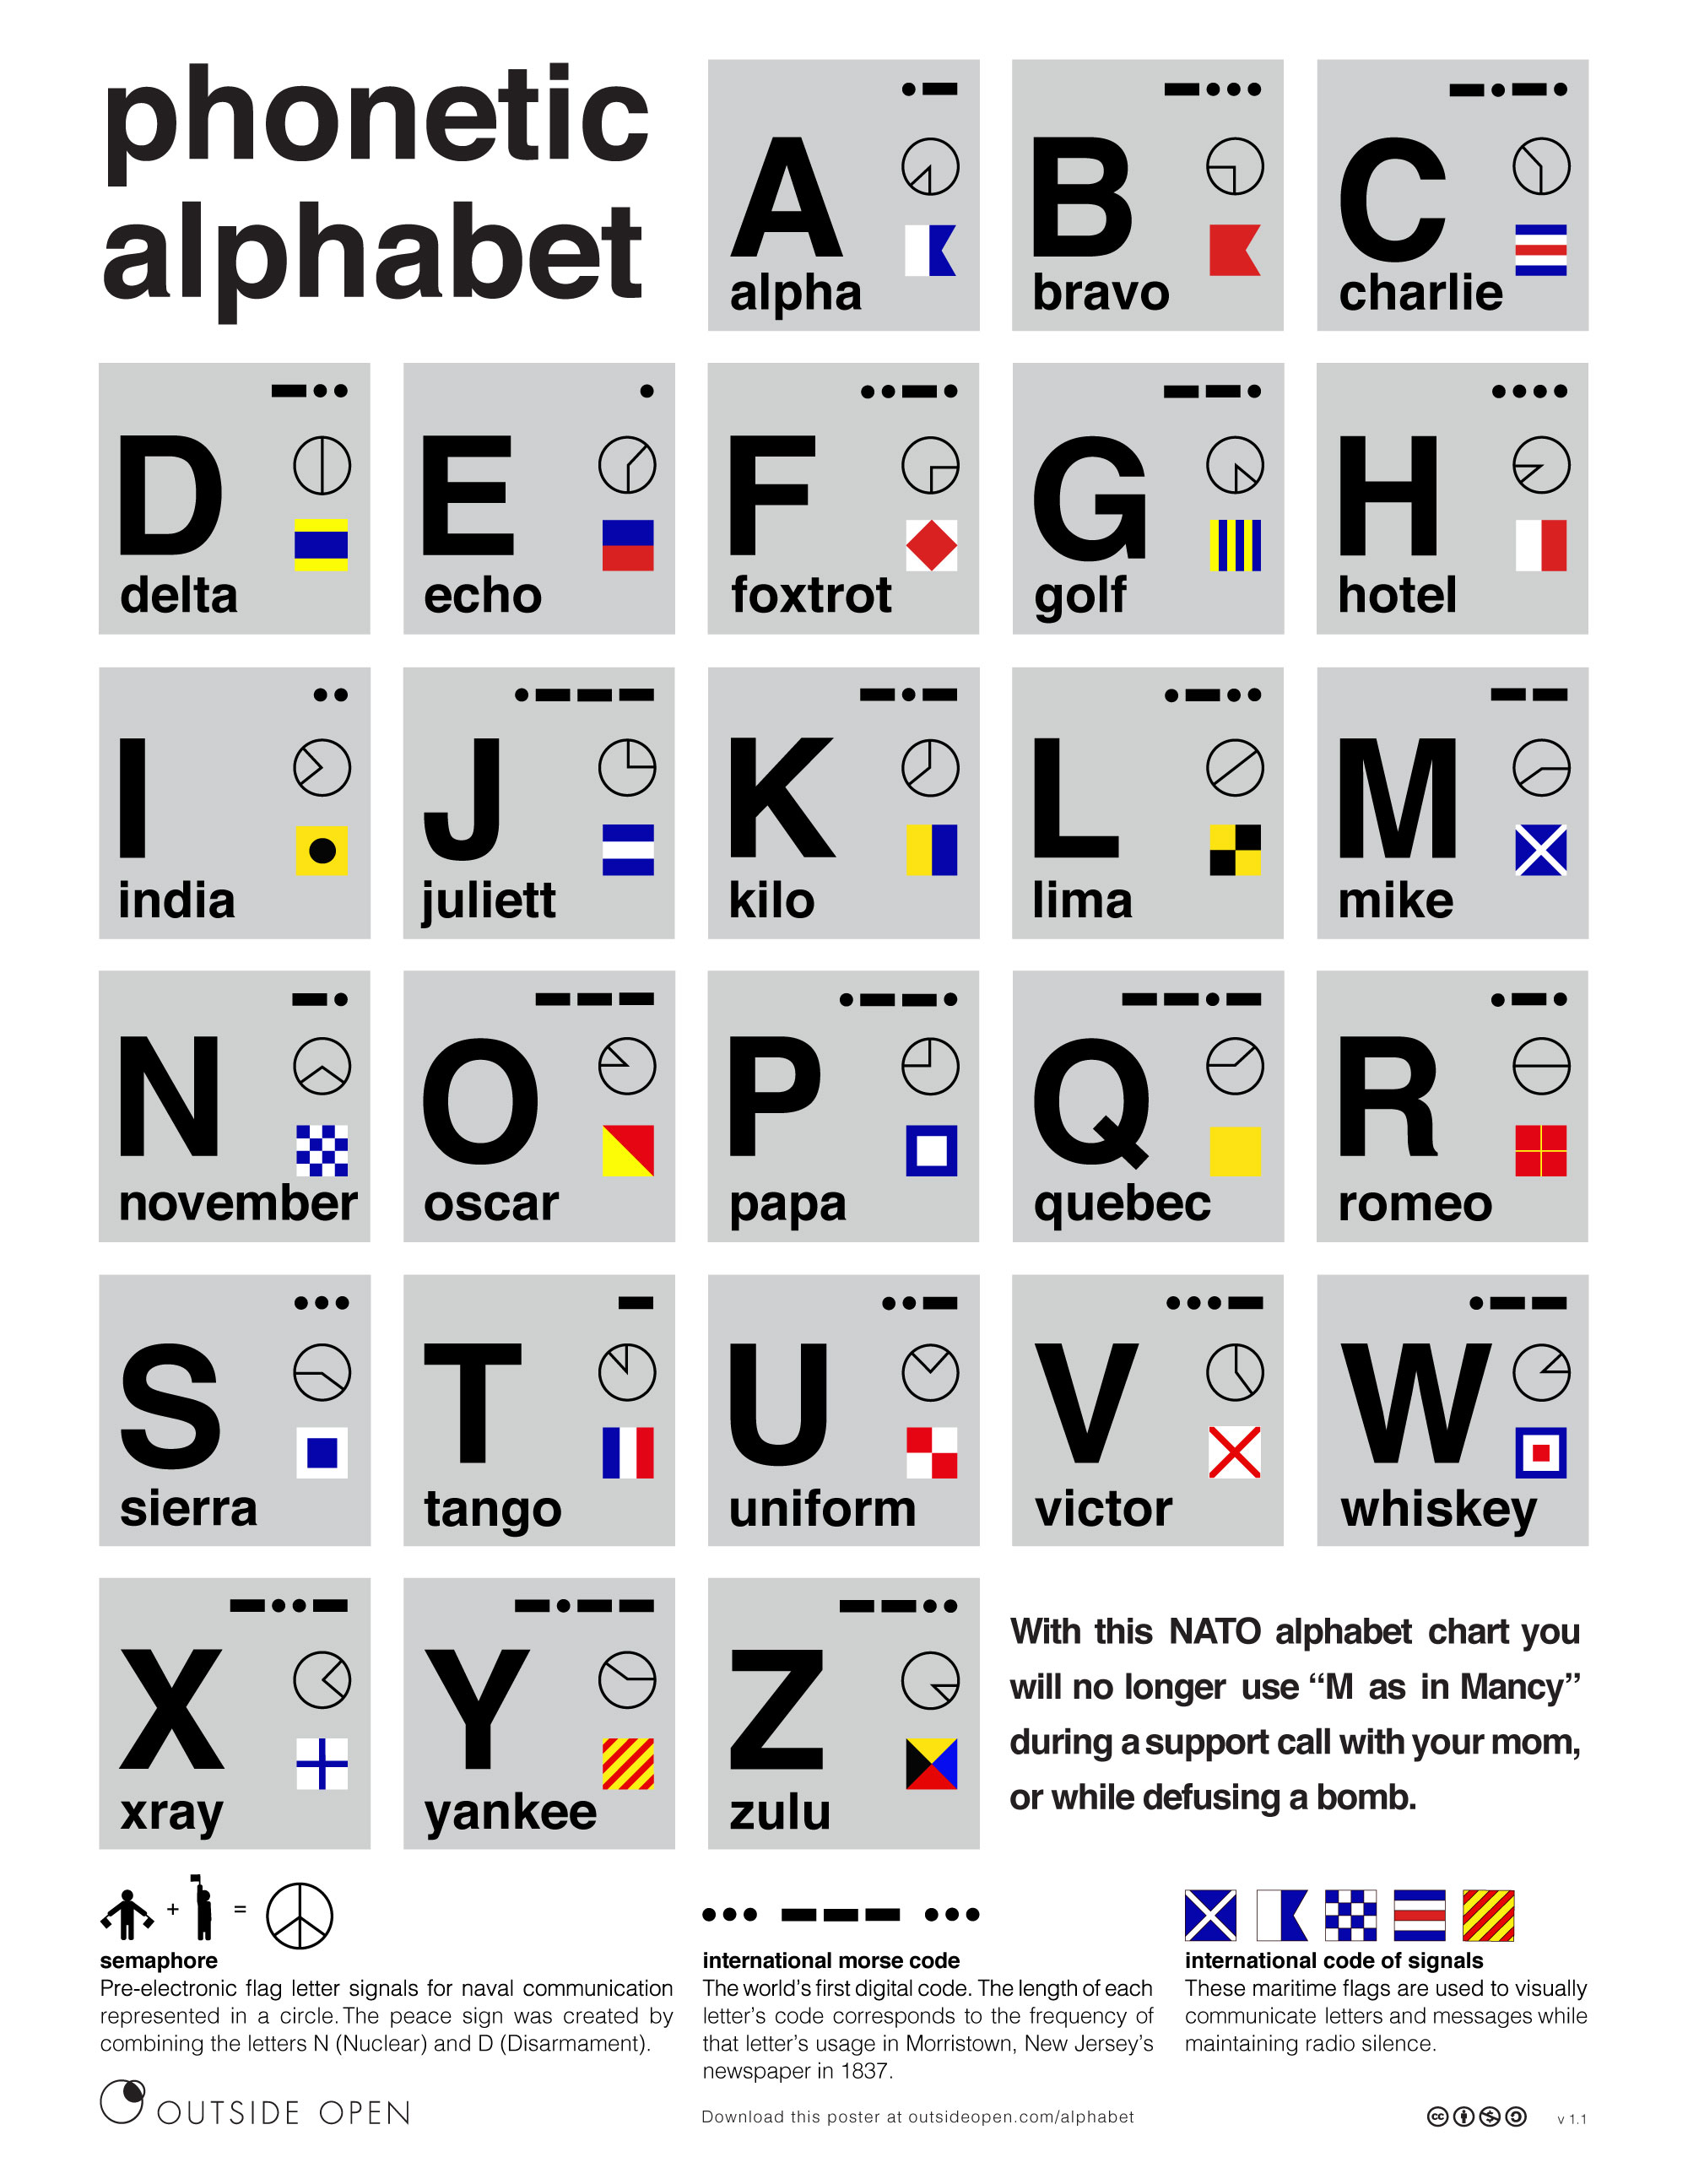 phonetic
alphabet
A
alpha
B
bravo
C
charlie
D
delta
E
echo
F
foxtrot
G
golf
H
hotel
I
india
J
juliett
K
kilo
L
lima
M
mike
N
november
O
oscar
P
papa
Q
quebec
R
romeo
S
sierra
T
tango
U
uniform
V
victor
W
whiskey
X
xray
Y
yankee
Z
zulu
With this NATO alphabet chart you
will no longer use “M as in Mancy”
during a support call with your mom,
or while defusing a bomb.
+ =
semaphore
Pre-electronic flag letter signals for naval communication
represented in a circle. The peace sign was created by
combining the letters N (Nuclear) and D (Disarmament).
international morse code
The world's first digital code. The length of each
letter's code corresponds to the frequency of
that letter's usage in Morristown, New Jersey's
newspaper in 1837.
international code of signals
These maritime flags are used to visually
communicate letters and messages while
maintaining radio silence.
OUTSIDE OPEN
Download this poster at outsideopen.com/alphabet
cc
v 1.1